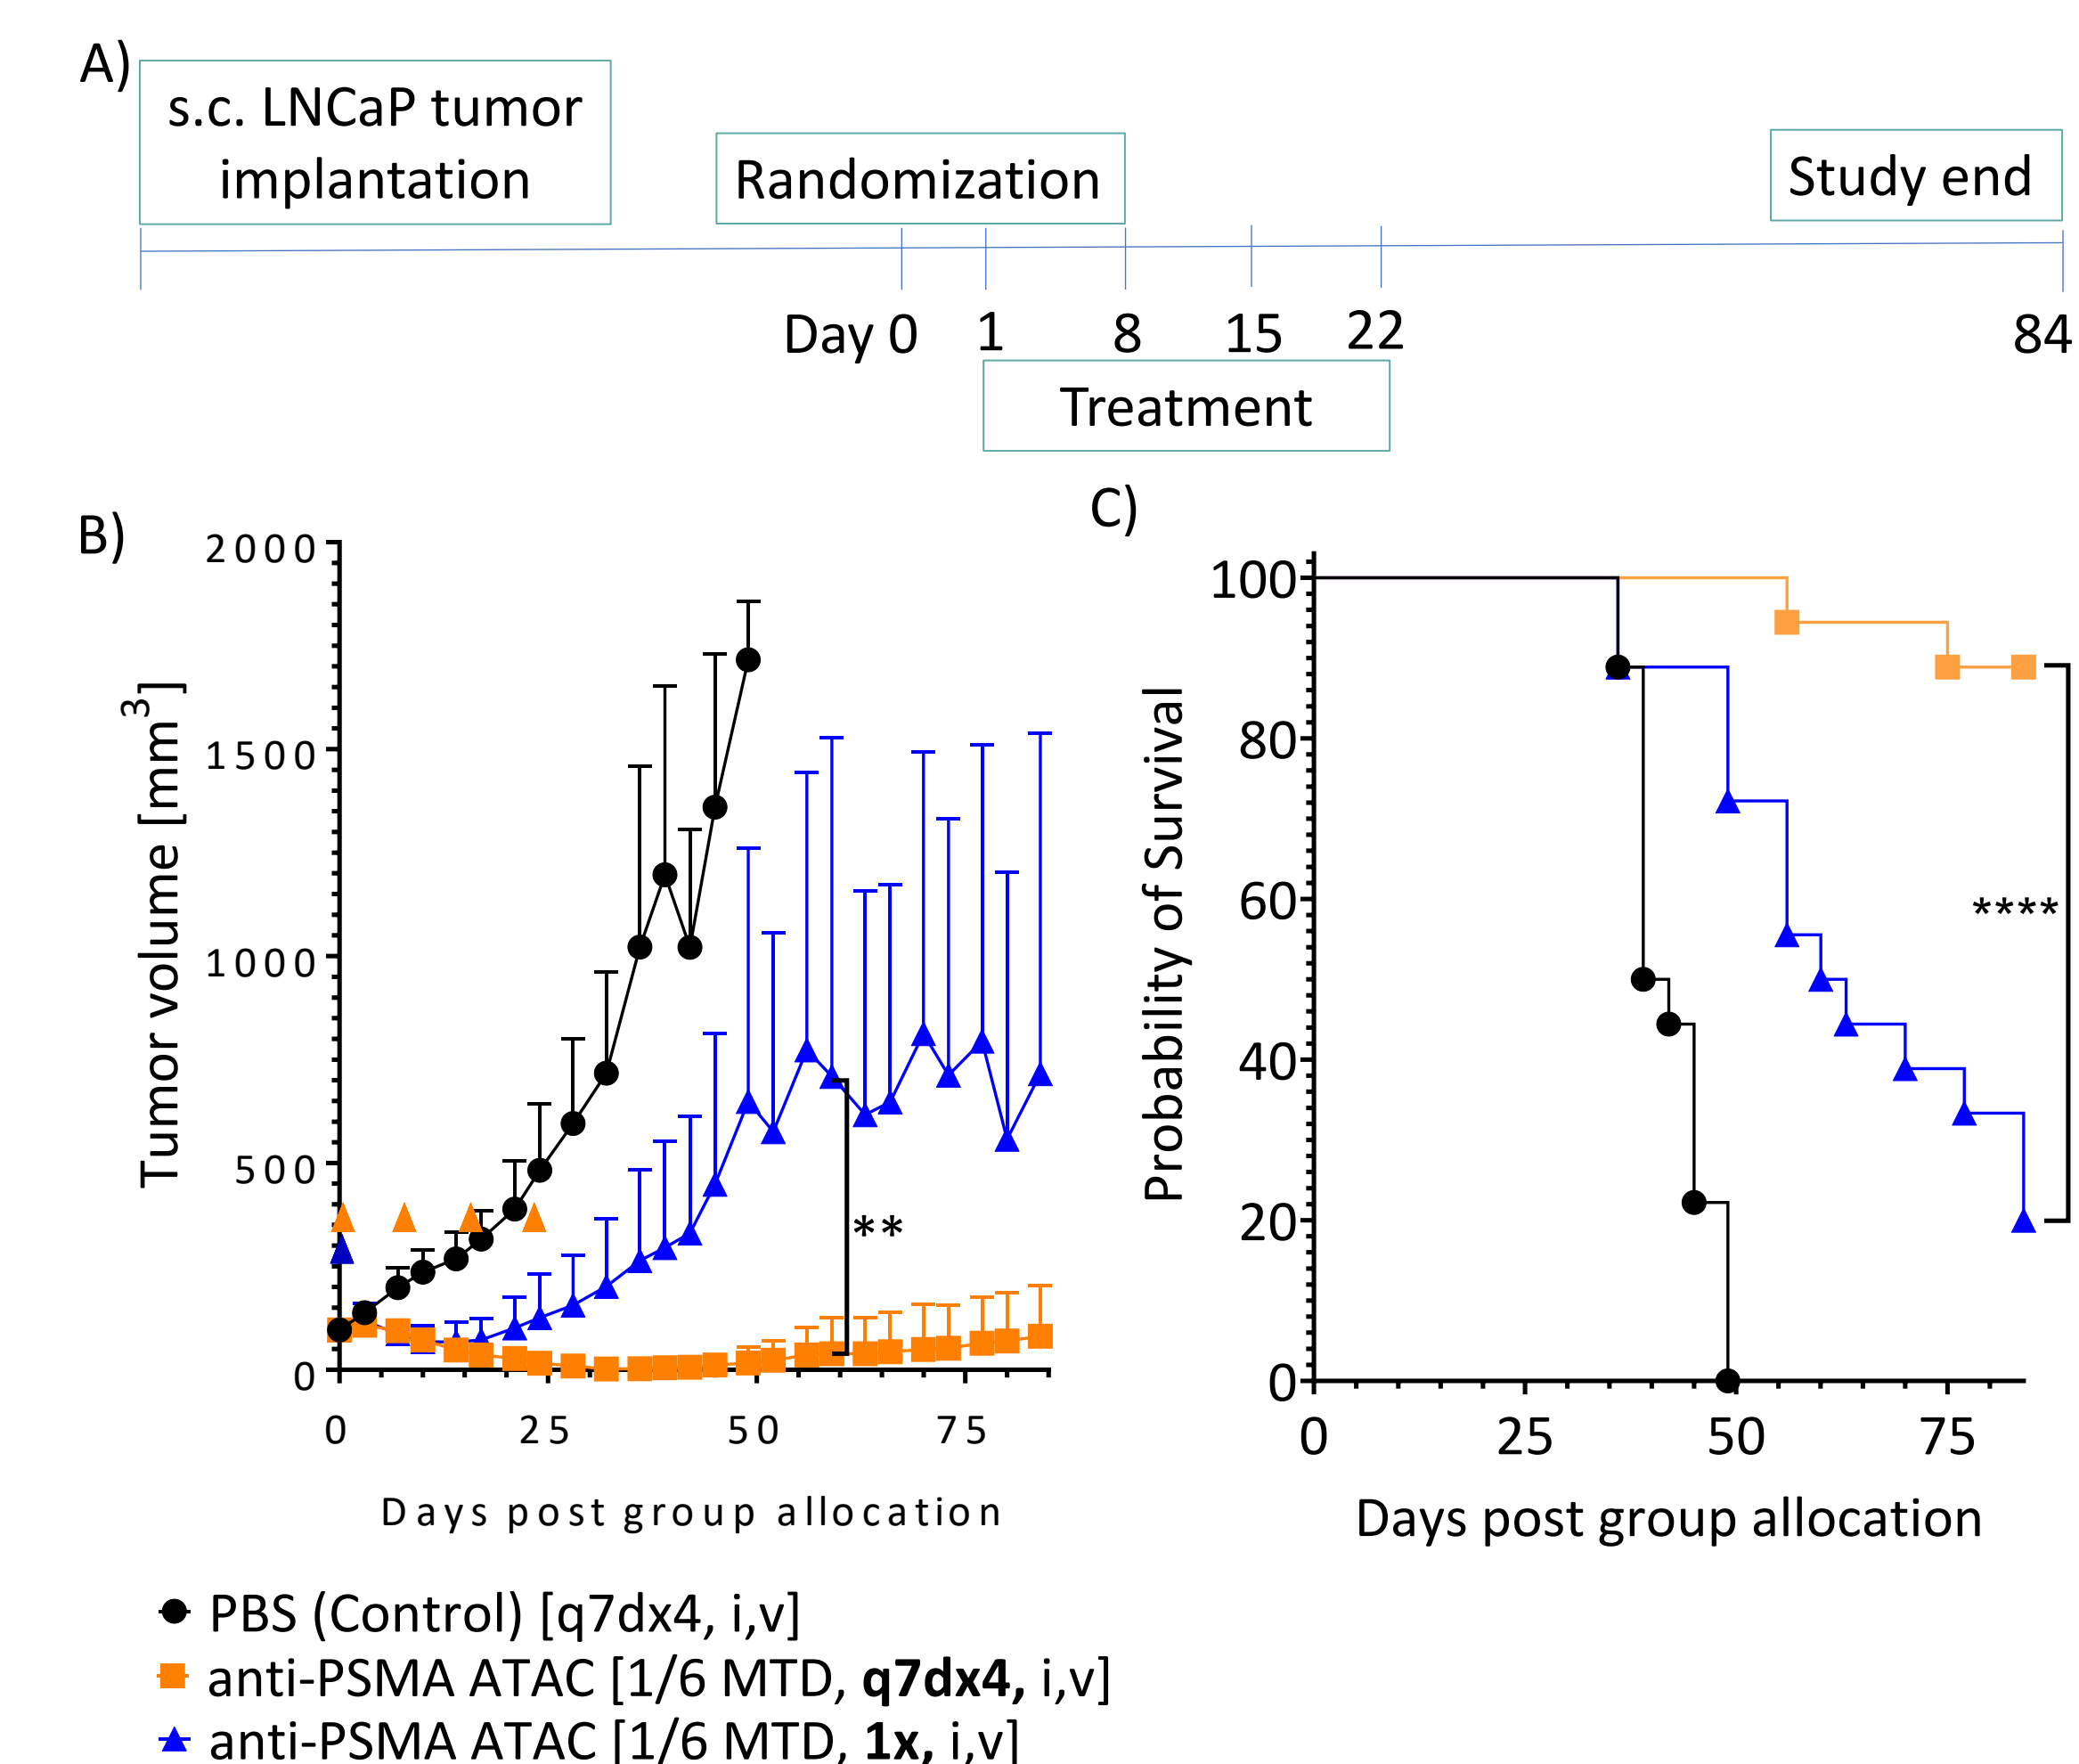 A)
s.c. LNCaP tumor
implantation
Randomization
Study end
Day 0 1 8 15 22 84
Treatment
B)
Tumor volume [mm³]
2000
1500
1000
500
0
0 25 50 75
**
Days post group allocation
C)
Probability of Survival
100
80
60
40
20
0
0 25 50 75
****
Days post group allocation
PBS (Control) [q7dx4, i,v]
anti-PSMA ATAC [1/6 MTD, q7dx4, i,v]
anti-PSMA ATAC [1/6 MTD, 1x, i,v]